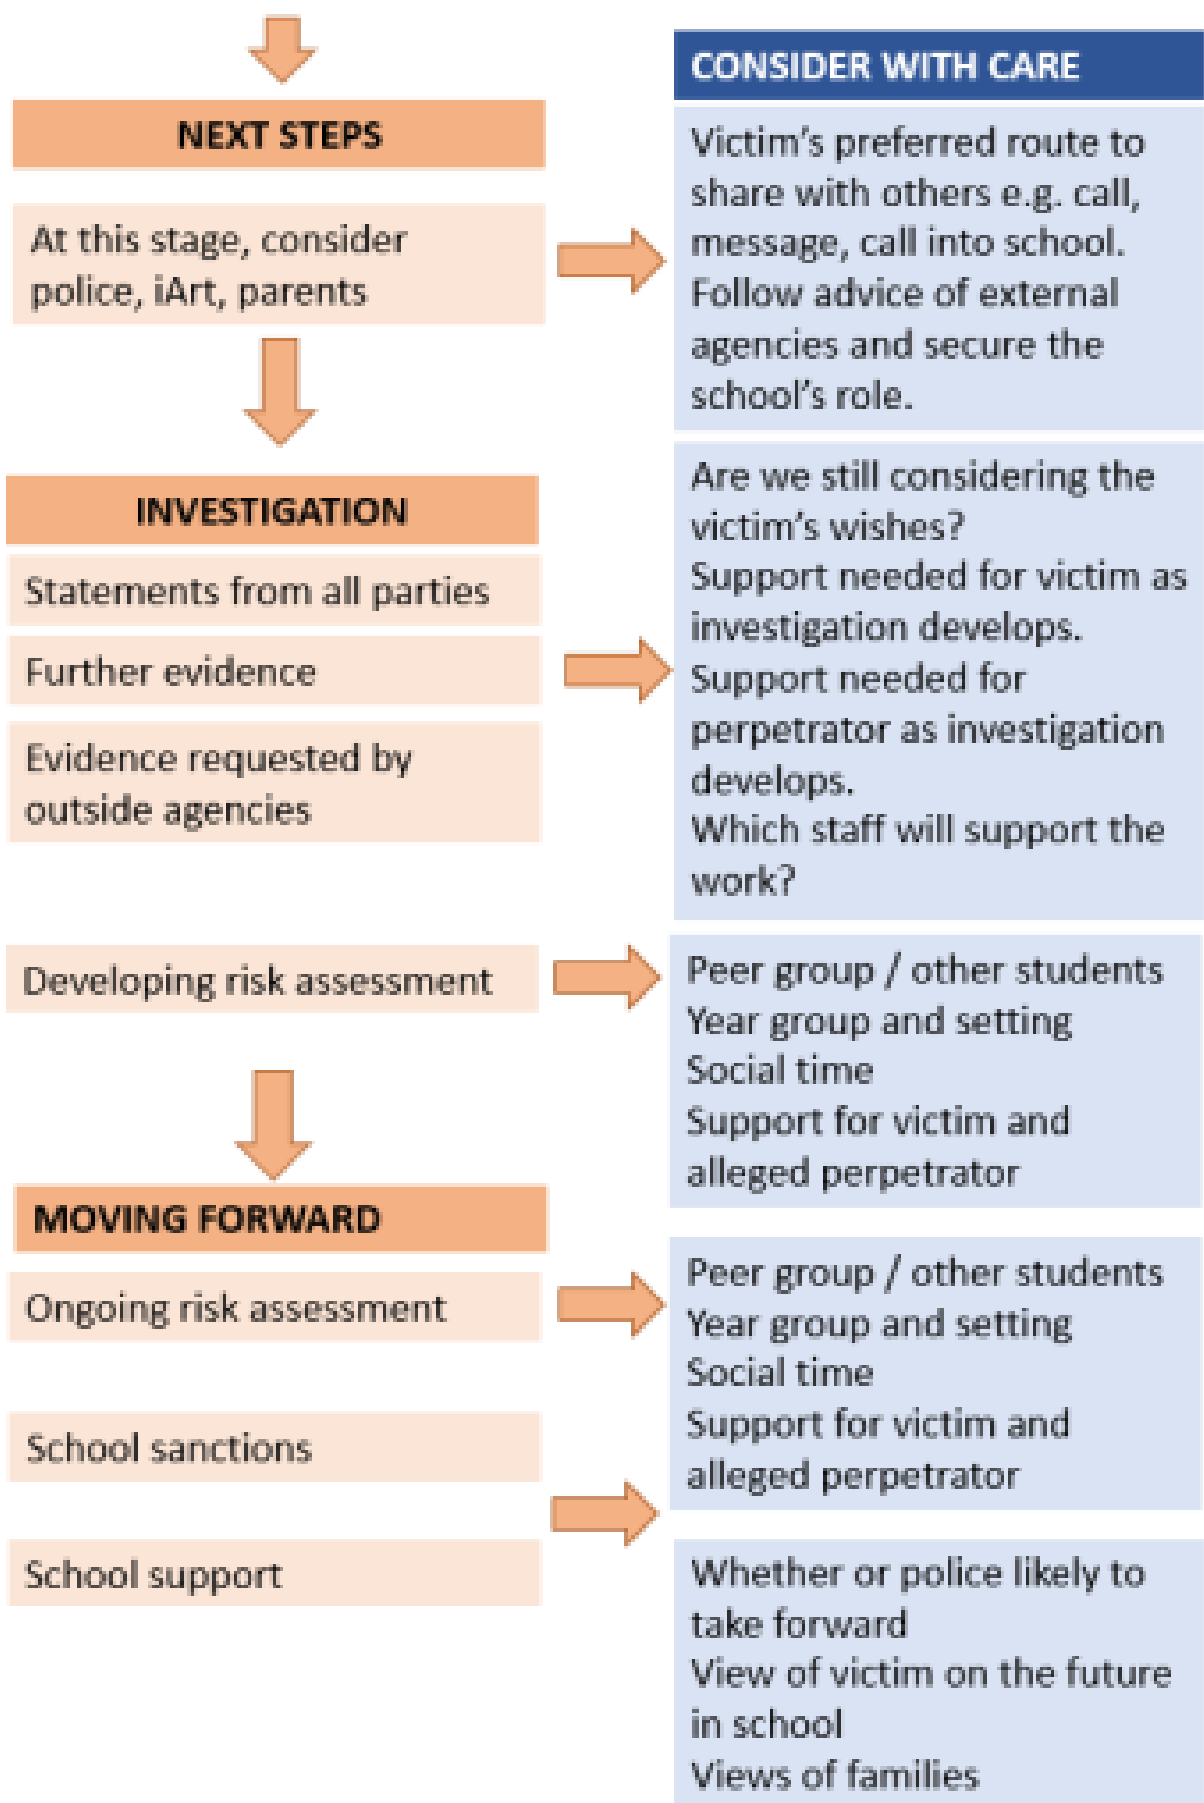 NEXT STEPS
At this stage, consider
police, iArt, parents
CONSIDER WITH CARE
Victim's preferred route to
share with others e.g. call,
message, call into school.
Follow advice of external
agencies and secure the
school's role.
INVESTIGATION
Statements from all parties
Further evidence
Evidence requested by
outside agencies
Are we still considering the
victim's wishes?
Support needed for victim as
investigation develops.
Support needed for
perpetrator as investigation
develops.
Which staff will support the
work?
Developing risk assessment
Peer group / other students
Year group and setting
Social time
Support for victim and
alleged perpetrator
MOVING FORWARD
Ongoing risk assessment
Peer group / other students
Year group and setting
Social time
Support for victim and
alleged perpetrator
School sanctions
School support
Whether or police likely to
take forward
View of victim on the future
in school
Views of families